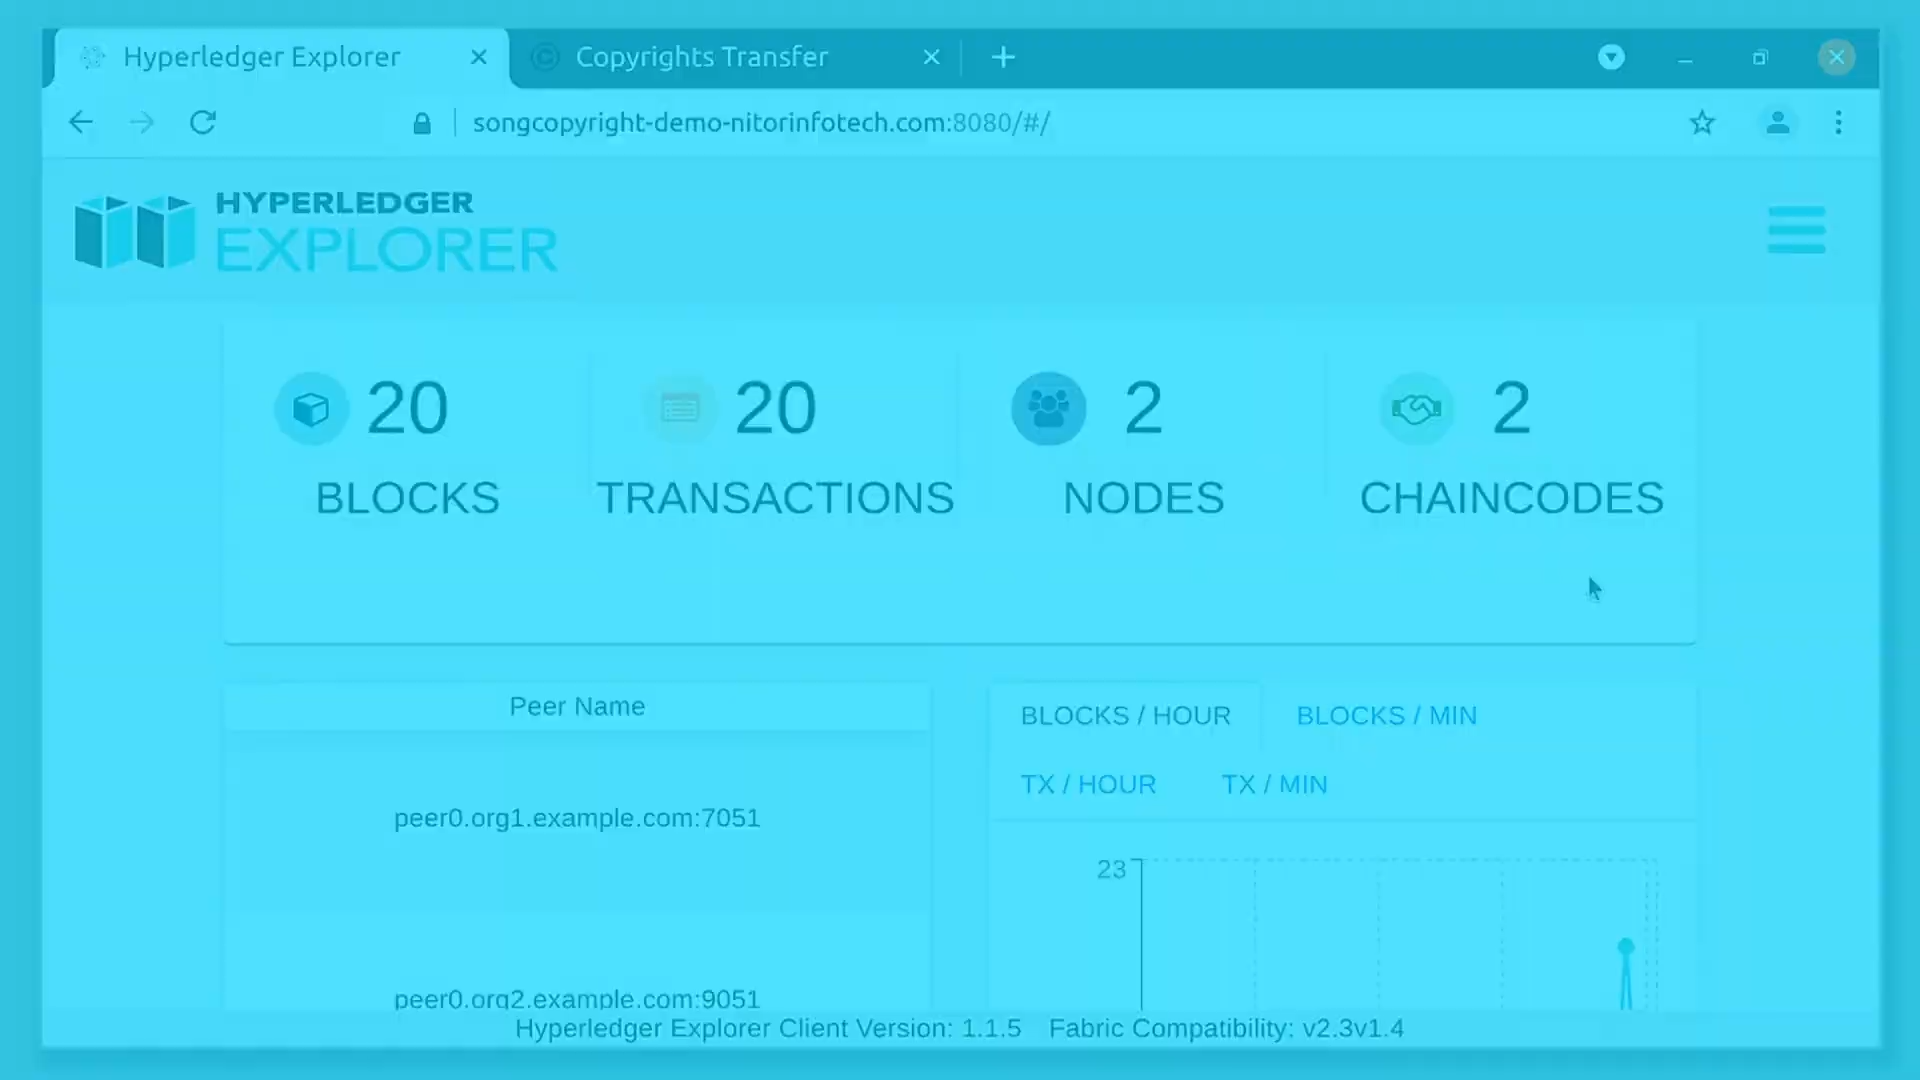 Hyperledger Explorer
Copyrights Transfer
songcopyright-demo-nitorinfotech.com:8080/#/
HYPERLEDGER
EXPLORER
20
BLOCKS
20
TRANSACTIONS
2
NODES
2
CHAINCODES
Peer Name
peer0.org1.example.com:7051
peer0.org2.example.com:9051
BLOCKS / HOUR
BLOCKS / MIN
TX / HOUR
TX / MIN
23
Hyperledger Explorer Client Version: 1.1.5 Fabric Compatibility: v2.3v1.4